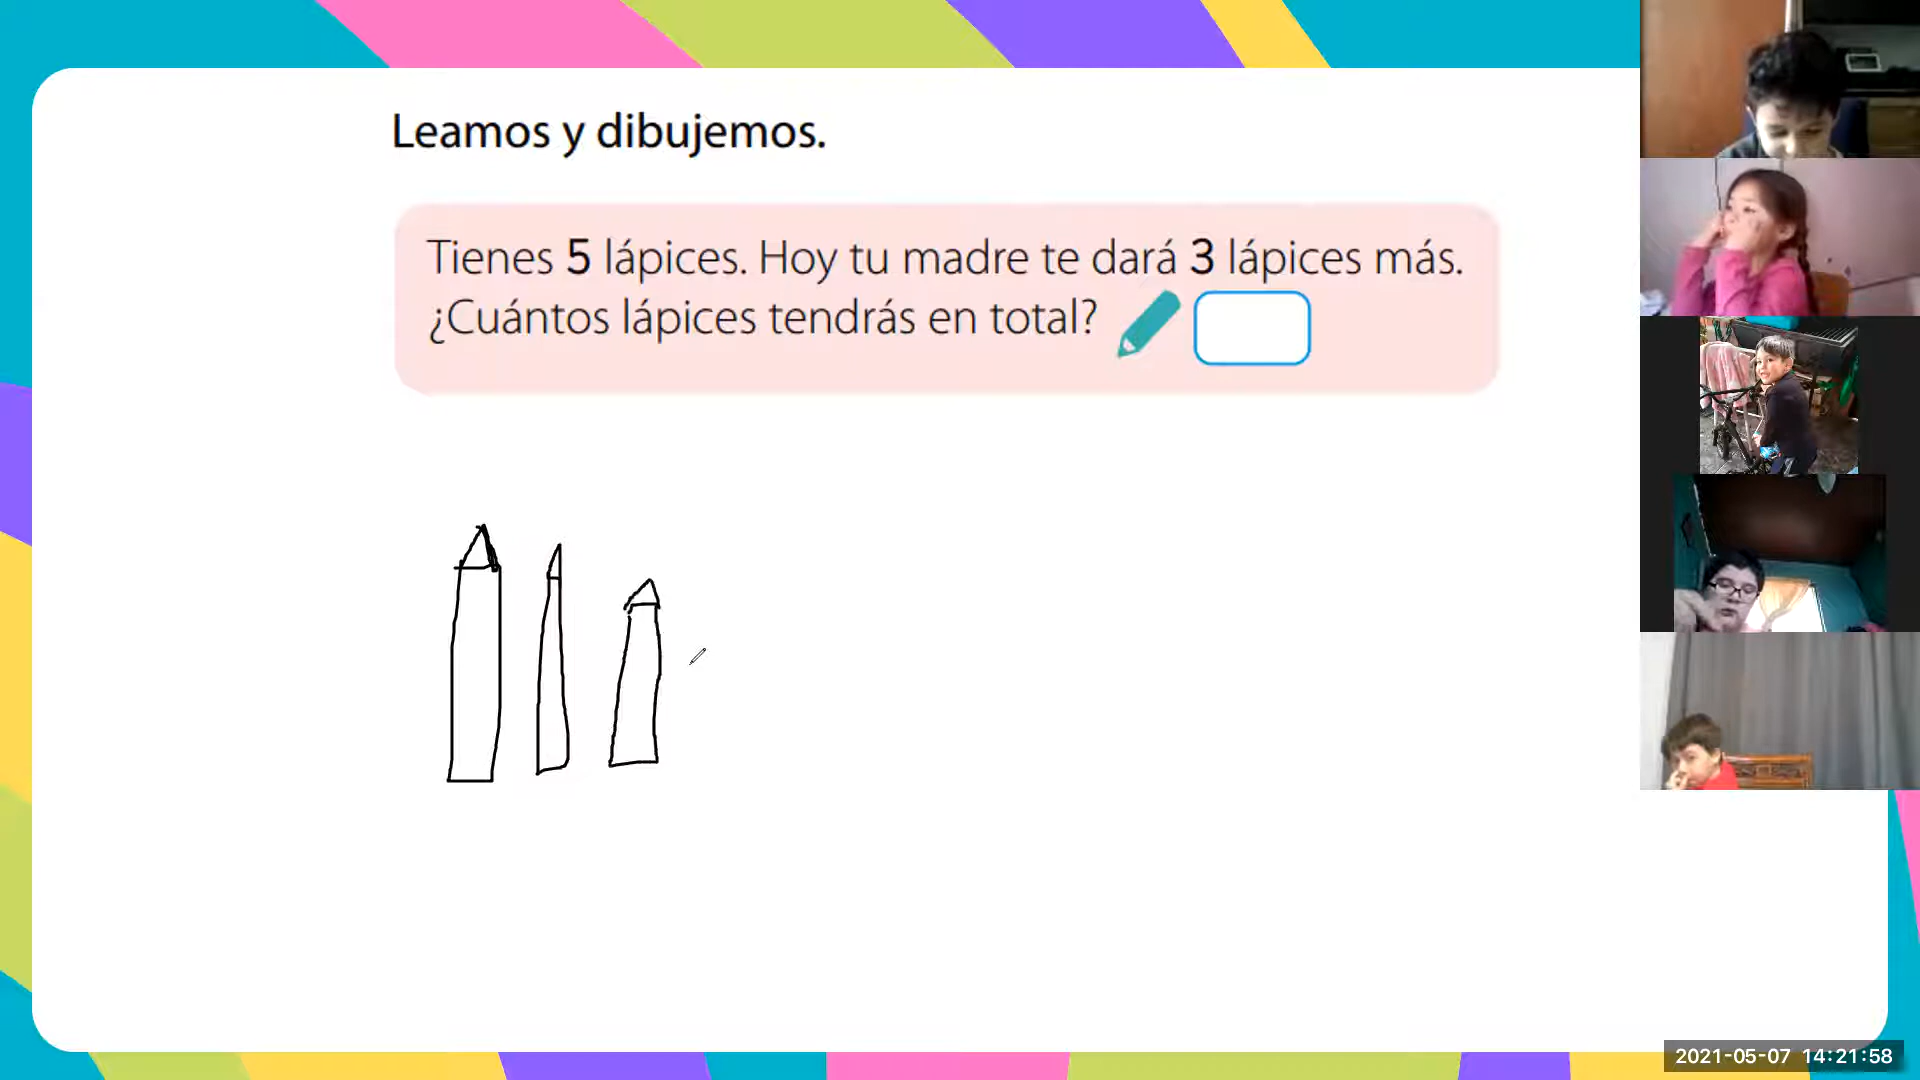 Leamos y dibujemos.
Tienes 5 lápices. Hoy tu madre te dará 3 lápices más.
¿Cuántos lápices tendrás en total?
2021-05-07 14:21:58